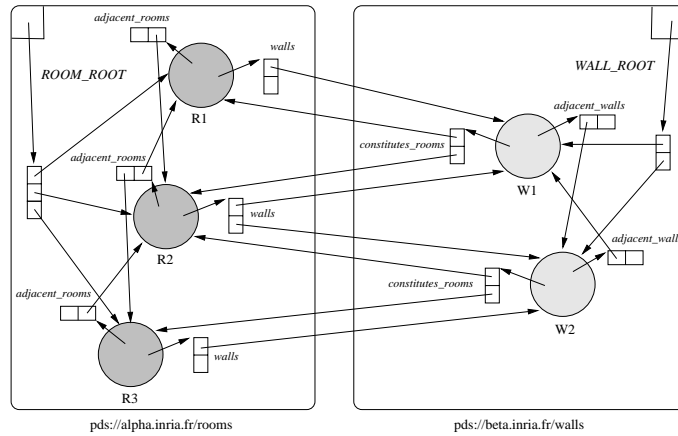 adjacent_rooms
walls
ROOM_ROOT
WALL_ROOT
R1
adjacent_walls
constitutes_rooms
adjacent_rooms
W1
walls
R2
adjacent_wall
adjacent_rooms
constitutes_rooms
W2
walls
R3
pds://alpha.inria.fr/rooms
pds://beta.inria.fr/walls